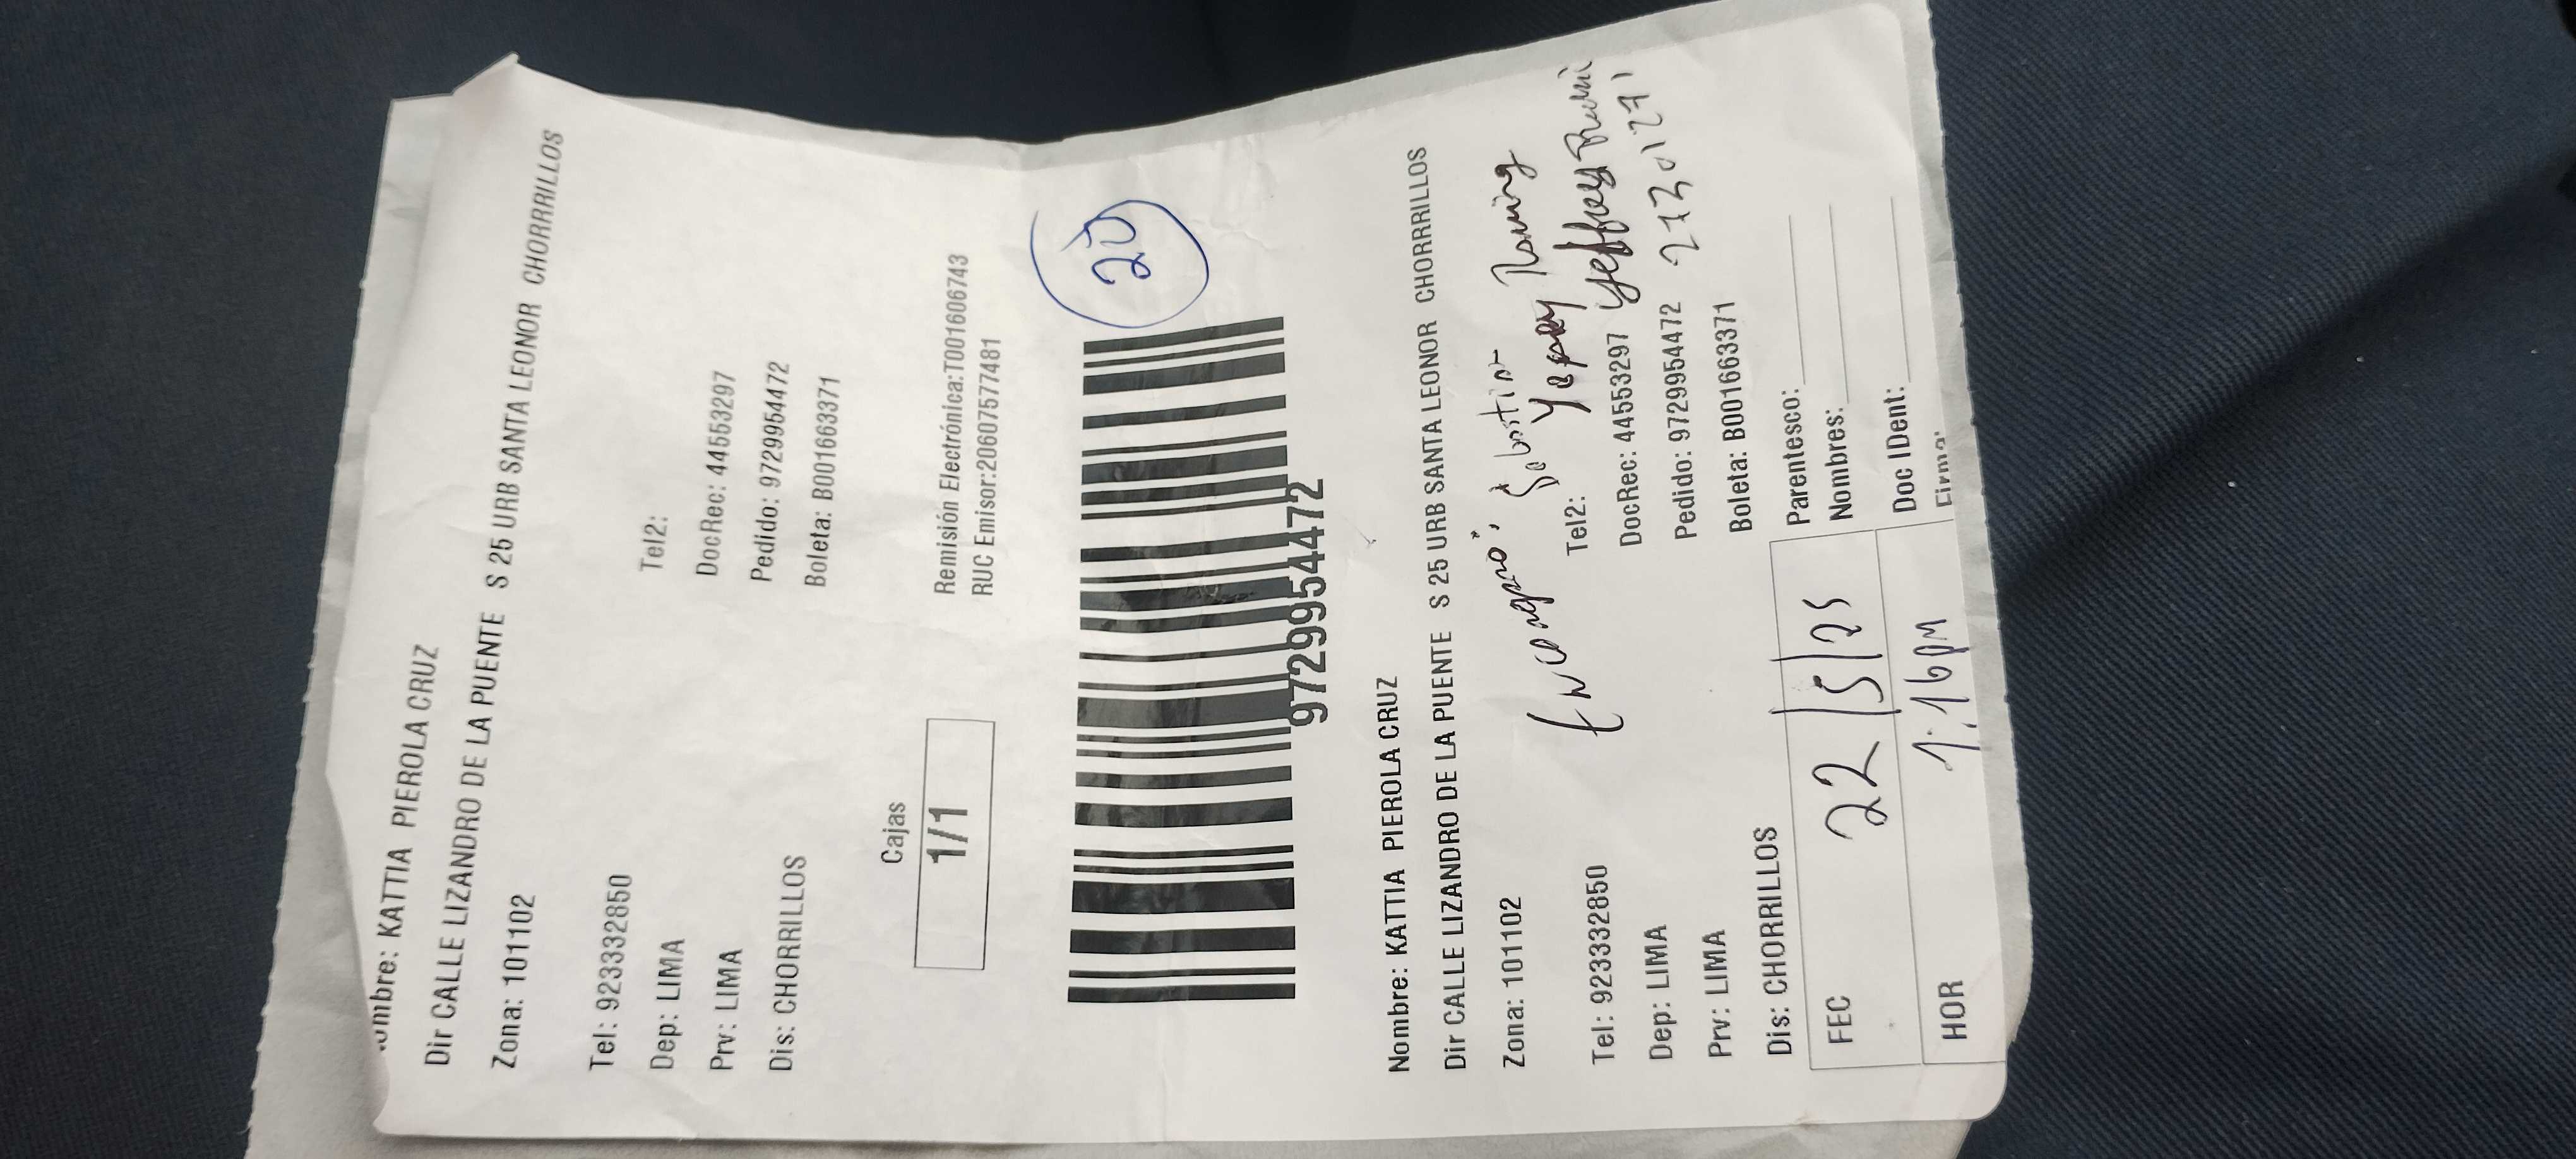 Nombre: KATTIA PIEROLA CRUZ
Dir CALLE LIZANDRO DE LA PUENTE S 25 URB SANTA LEONOR CHORRRILLOS
Zona: 101102
Tel: 923332850 Tel2:
Dep: LIMA DocRec: 44553297
Prv: LIMA Pedido: 9729954472
Dis: CHORRILLOS Boleta: B001663371
Cajas
1/1
Remisión Electrónica:T001606743
RUC Emisor:20607577481
20
9729954472
Nombre: KATTIA PIEROLA CRUZ
Dir CALLE LIZANDRO DE LA PUENTE S 25 URB SANTA LEONOR CHORRRILLOS
Zona: 101102
Tel: 923332850 Tel2:
Dep: LIMA DocRec: 44553297
Prv: LIMA Pedido: 9729954472
Dis: CHORRILLOS Boleta: B001663371
FEC 22/5/25
HOR 1:16pm
Parentesco:
Nombres:
Doc IDent:
Firma: